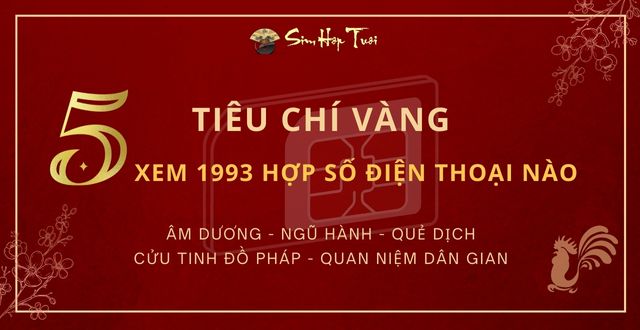 Sim Hợp Tuổi
5 TIÊU CHÍ VÀNG
XEM 1993 HỢP SỐ ĐIỆN THOẠI NÀO
ÂM DƯƠNG - NGŨ HÀNH - QUẺ DỊCH
CỬU TINH ĐỒ PHÁP - QUAN NIỆM DÂN GIAN